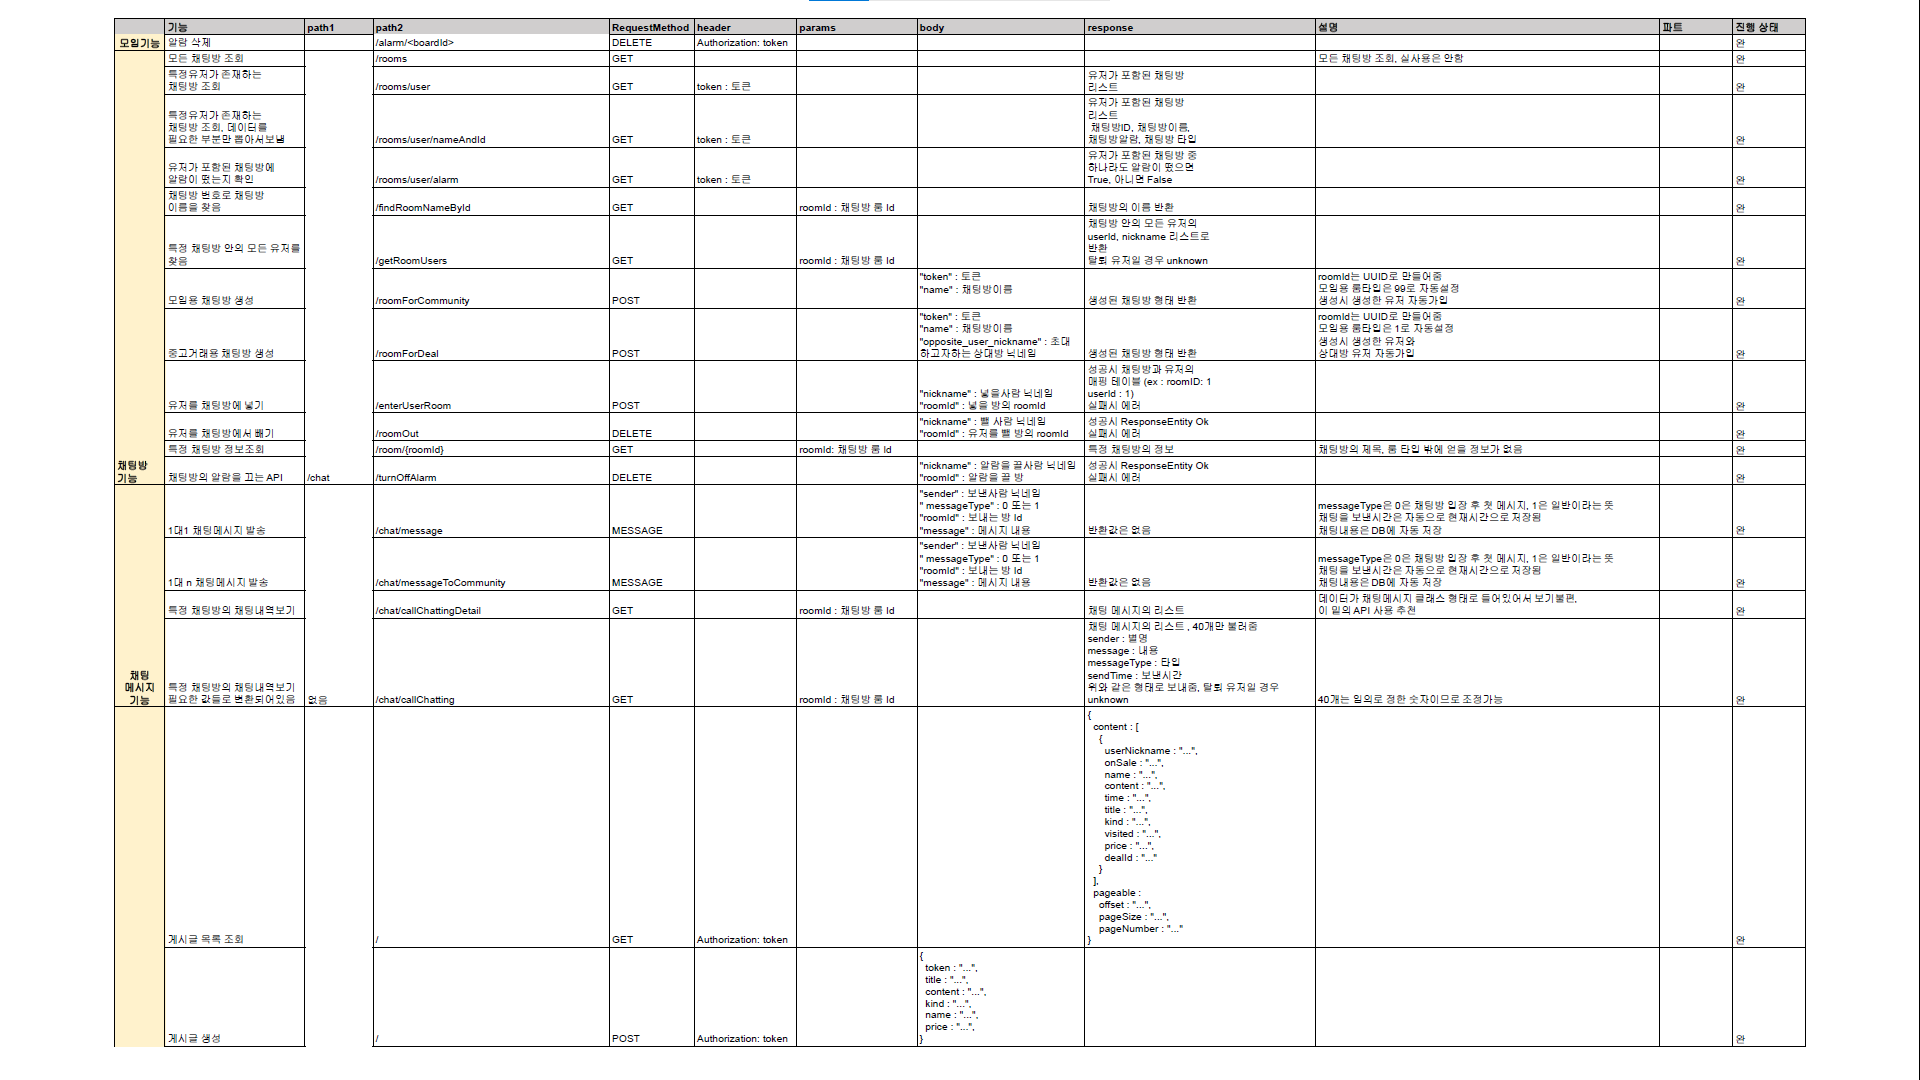 기능 path1 path2 RequestMethod header params body response 설명 파트 진행 상태
모임기능 알람 삭제 /alarm/<boardId> DELETE Authorization: token 완
모든 채팅방 조회 /rooms GET 모든 채팅방 조회, 실사용은 안함 완
특정유저가 존재하는
채팅방 조회 /rooms/user GET token : 토큰 유저가 포함된 채팅방
리스트 완
특정유저가 존재하는
채팅방 조회, 데이터를
필요한 부분만 뽑아서보냄 /rooms/user/nameAndId GET token : 토큰 유저가 포함된 채팅방
리스트
채팅방ID, 채팅방이름,
채팅방알람, 채팅방 타입 완
유저가 포함된 채팅방에
알람이 떴는지 확인 /rooms/user/alarm GET token : 토큰 유저가 포함된 채팅방 중
하나라도 알람이 떴으면
True, 아니면 False 완
채팅방 번호로 채팅방
이름을 찾음 /findRoomNameById GET roomId : 채팅방 룸 Id 채팅방의 이름 반환 완
특정 채팅방 안의 모든 유저를
찾음 /getRoomUsers GET roomId : 채팅방 룸 Id 채팅방 안의 모든 유저의
userId, nickname 리스트로
반환
탈퇴 유저일 경우 unknown 완
모임용 채팅방 생성 /roomForCommunity POST "token" : 토큰
"name" : 채팅방이름 생성된 채팅방 형태 반환 roomId는 UUID로 만들어줌
모임용 룸타입은 99로 자동설정
생성시 생성한 유저 자동가입 완
중고거래용 채팅방 생성 /roomForDeal POST "token" : 토큰
"name" : 채팅방이름
"opposite_user_nickname" : 초대
하고자하는 상대방 닉네임 생성된 채팅방 형태 반환 roomId는 UUID로 만들어줌
모임용 룸타입은 1로 자동설정
생성시 생성한 유저와
상대방 유저 자동가입 완
유저를 채팅방에 넣기 /enterUserRoom POST "nickname" : 넣을사람 닉네임
"roomId" : 넣을 방의 roomId 성공시 채팅방과 유저의
매핑 테이블 (ex : roomID: 1
userId : 1)
실패시 에러 완
유저를 채팅방에서 빼기 /roomOut DELETE "nickname" : 뺄 사람 닉네임
"roomId" : 유저를 뺄 방의 roomId 성공시 ResponseEntity Ok
실패시 에러 완
특정 채팅방 정보조회 /room/{roomId} GET roomId: 채팅방 룸 Id 특정 채팅방의 정보 채팅방의 제목, 룸 타입 밖에 얻을 정보가 없음 완
채팅방
기능 채팅방의 알람을 끄는 API /chat /turnOffAlarm DELETE "nickname" : 알람을 끌사람 닉네임
"roomId" : 알람을 끌 방 성공시 ResponseEntity Ok
실패시 에러 완
1대1 채팅메시지 발송 /chat/message MESSAGE "sender" : 보낸사람 닉네임
" messageType" : 0 또는 1
"roomId" : 보내는 방 Id
"message" : 메시지 내용 반환값은 없음 messageType은 0은 채팅방 입장 후 첫 메시지, 1은 일반이라는 뜻
채팅을 보낸시간은 자동으로 현재시간으로 저장됨
채팅내용은 DB에 자동 저장 완
1대 n 채팅메시지 발송 /chat/messageToCommunity MESSAGE "sender" : 보낸사람 닉네임
" messageType" : 0 또는 1
"roomId" : 보내는 방 Id
"message" : 메시지 내용 반환값은 없음 messageType은 0은 채팅방 입장 후 첫 메시지, 1은 일반이라는 뜻
채팅을 보낸시간은 자동으로 현재시간으로 저장됨
채팅내용은 DB에 자동 저장 완
특정 채팅방의 채팅내역보기 /chat/callChattingDetail GET roomId : 채팅방 룸 Id 채팅 메시지의 리스트 데이터가 채팅메시지 클래스 형태로 들어있어서 보기불편,
이 밑의 API 사용 추천 완
채팅
메시지
기능 특정 채팅방의 채팅내역보기
필요한 값들로 변환되어있음 없음 /chat/callChatting GET roomId : 채팅방 룸 Id 채팅 메시지의 리스트 , 40개만 불러줌
sender : 별명
message : 내용
messageType : 타입
sendTime : 보낸시간
위와 같은 형태로 보내줌, 탈퇴 유저일 경우
unknown 40개는 임의로 정한 숫자이므로 조정가능 완
게시글 목록 조회 / GET Authorization: token {
content : [
{
userNickname : "...",
onSale : "...",
name : "...",
content : "...",
time : "...",
title : "...",
kind : "...",
visited : "...",
price : "...",
dealId : "..."
}
],
pageable :
offset : "...",
pageSize : "...",
pageNumber : "..."
} 완
게시글 생성 / POST Authorization: token {
token : "...",
title : "...",
content : "...",
kind : "...",
name : "...",
price : "...",
} 완